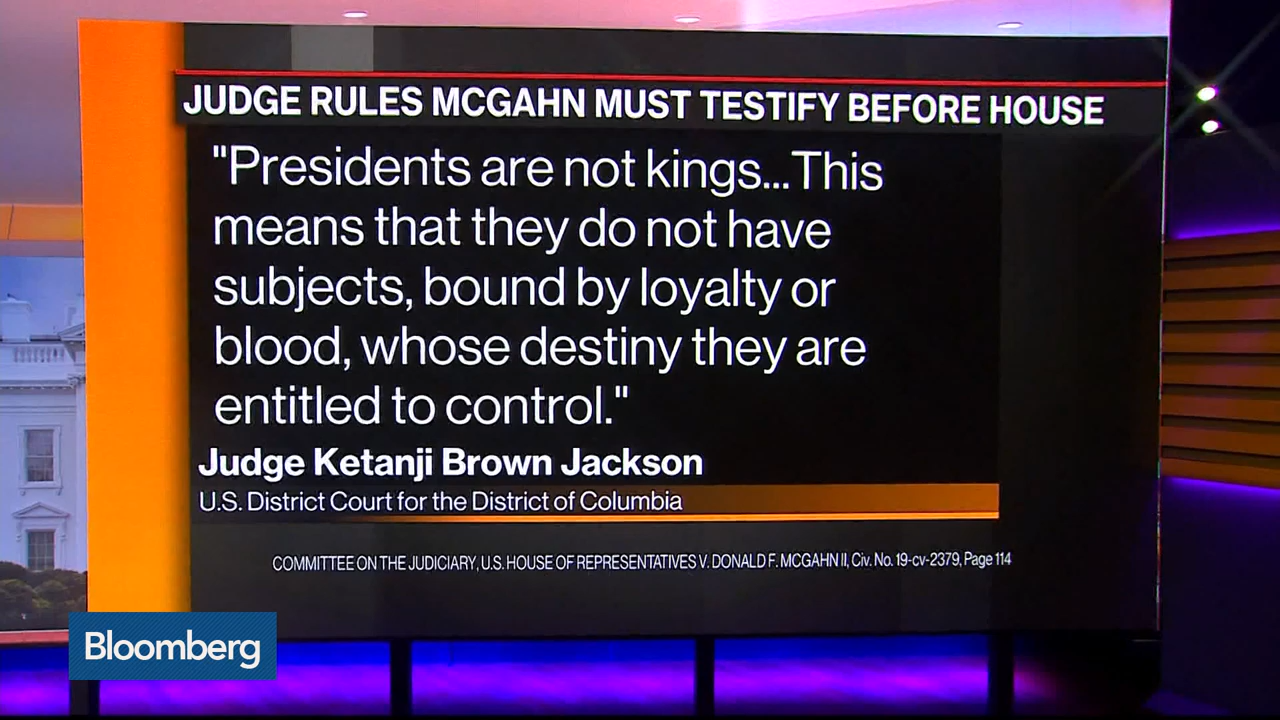 JUDGE RULES MCGAHN MUST TESTIFY BEFORE HOUSE
"Presidents are not kings...This
means that they do not have
subjects, bound by loyalty or
blood, whose destiny they are
entitled to control."
Judge Ketanji Brown Jackson
U.S. District Court for the District of Columbia
COMMITTEE ON THE JUDICIARY, U.S. HOUSE OF REPRESENTATIVES V. DONALD F. MCGAHN II, Civ. No. 19-cv-2379, Page 114
Bloomberg